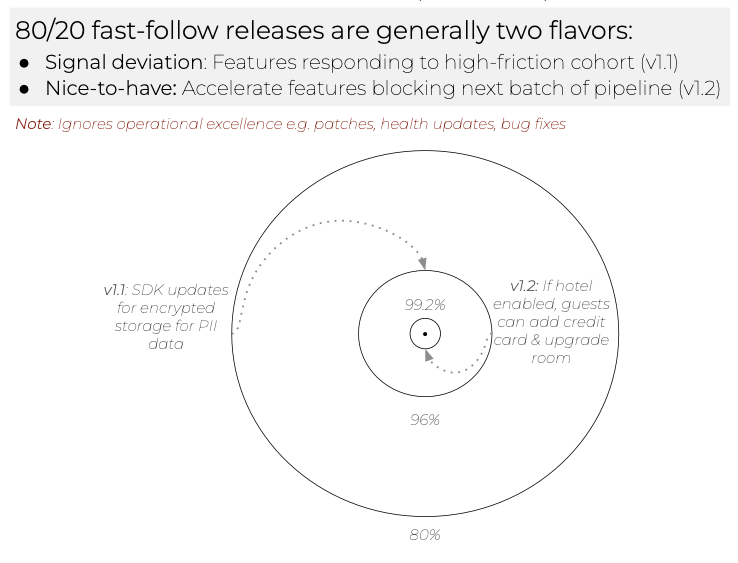 80/20 fast-follow releases are generally two flavors:
● Signal deviation: Features responding to high-friction cohort (v1.1)
● Nice-to-have: Accelerate features blocking next batch of pipeline (v1.2)
Note: Ignores operational excellence e.g. patches, health updates, bug fixes
v1.1: SDK updates
for encrypted
storage for PII
data
99.2%
v1.2: If hotel
enabled, guests
can add credit
card & upgrade
room
96%
80%